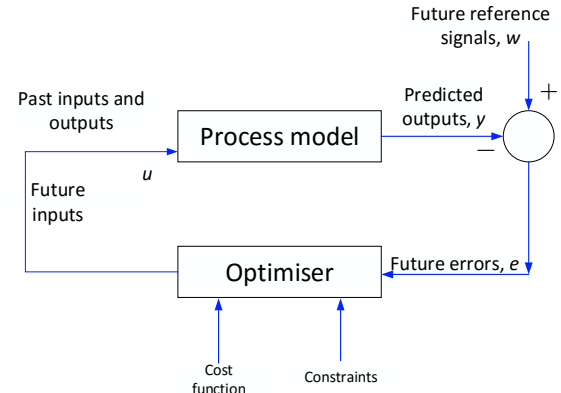 Future reference
signals, w
+
Past inputs and
outputs
Process model
Predicted
outputs, y
−
u
Future
inputs
Optimiser
Future errors, e
Cost
function
Constraints